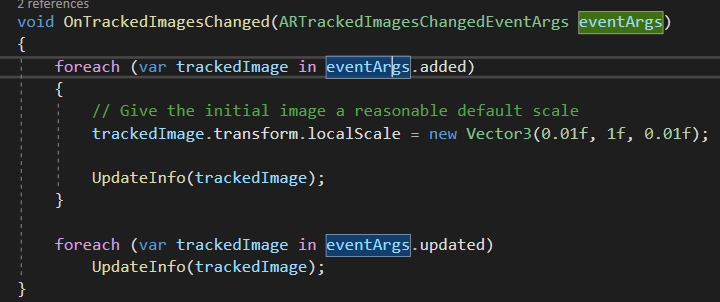 2 references
void OnTrackedImagesChanged(ARTrackedImagesChangedEventArgs eventArgs)
{
    foreach (var trackedImage in eventArgs.added)
    {
        // Give the initial image a reasonable default scale
        trackedImage.transform.localScale = new Vector3(0.01f, 1f, 0.01f);

        UpdateInfo(trackedImage);
    }

    foreach (var trackedImage in eventArgs.updated)
        UpdateInfo(trackedImage);
}